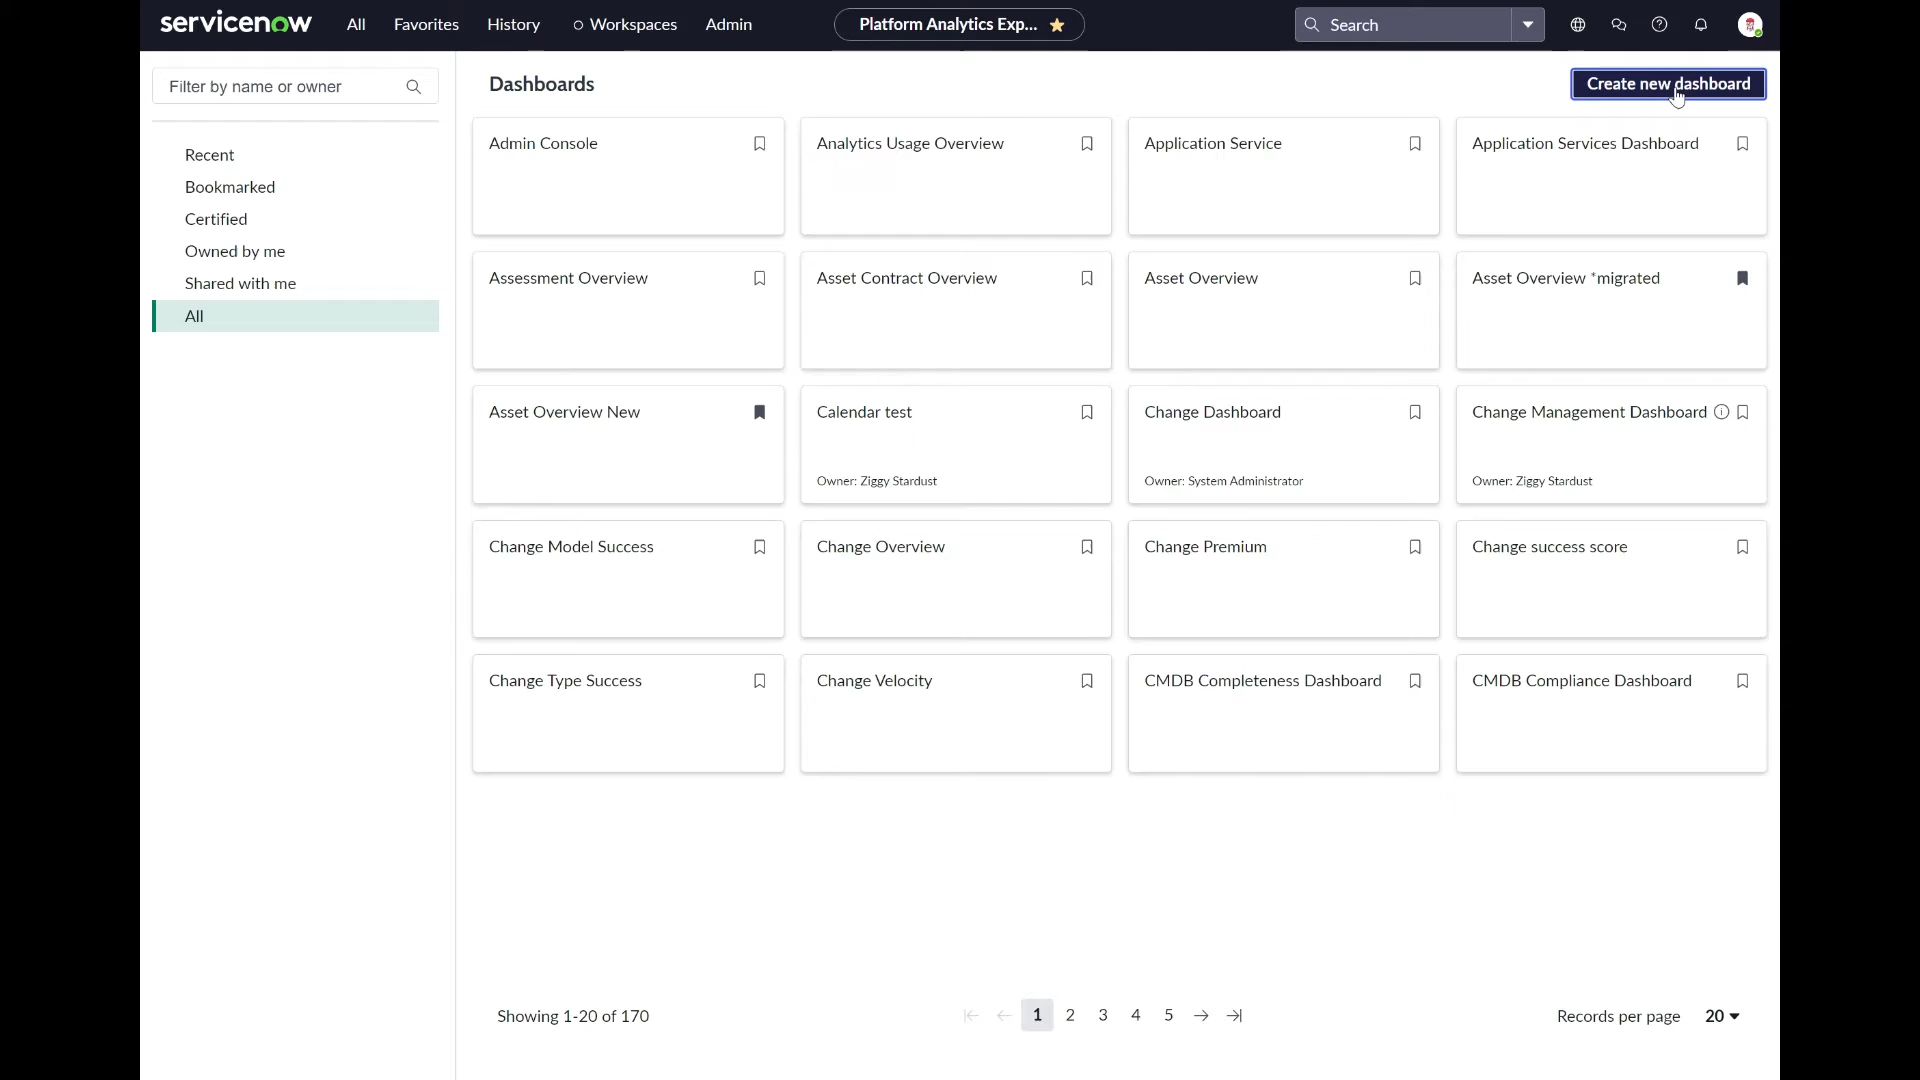 servicenow All Favorites History Workspaces Admin Platform Analytics Exp... Search
Filter by name or owner
Recent
Bookmarked
Certified
Owned by me
Shared with me
All
Dashboards Create new dashboard
Admin Console Analytics Usage Overview Application Service Application Services Dashboard
Assessment Overview Asset Contract Overview Asset Overview Asset Overview *migrated
Asset Overview New Calendar test Change Dashboard Change Management Dashboard
Owner: Ziggy Stardust Owner: System Administrator Owner: Ziggy Stardust
Change Model Success Change Overview Change Premium Change success score
Change Type Success Change Velocity CMDB Completeness Dashboard CMDB Compliance Dashboard
Showing 1-20 of 170 1 2 3 4 5 Records per page 20